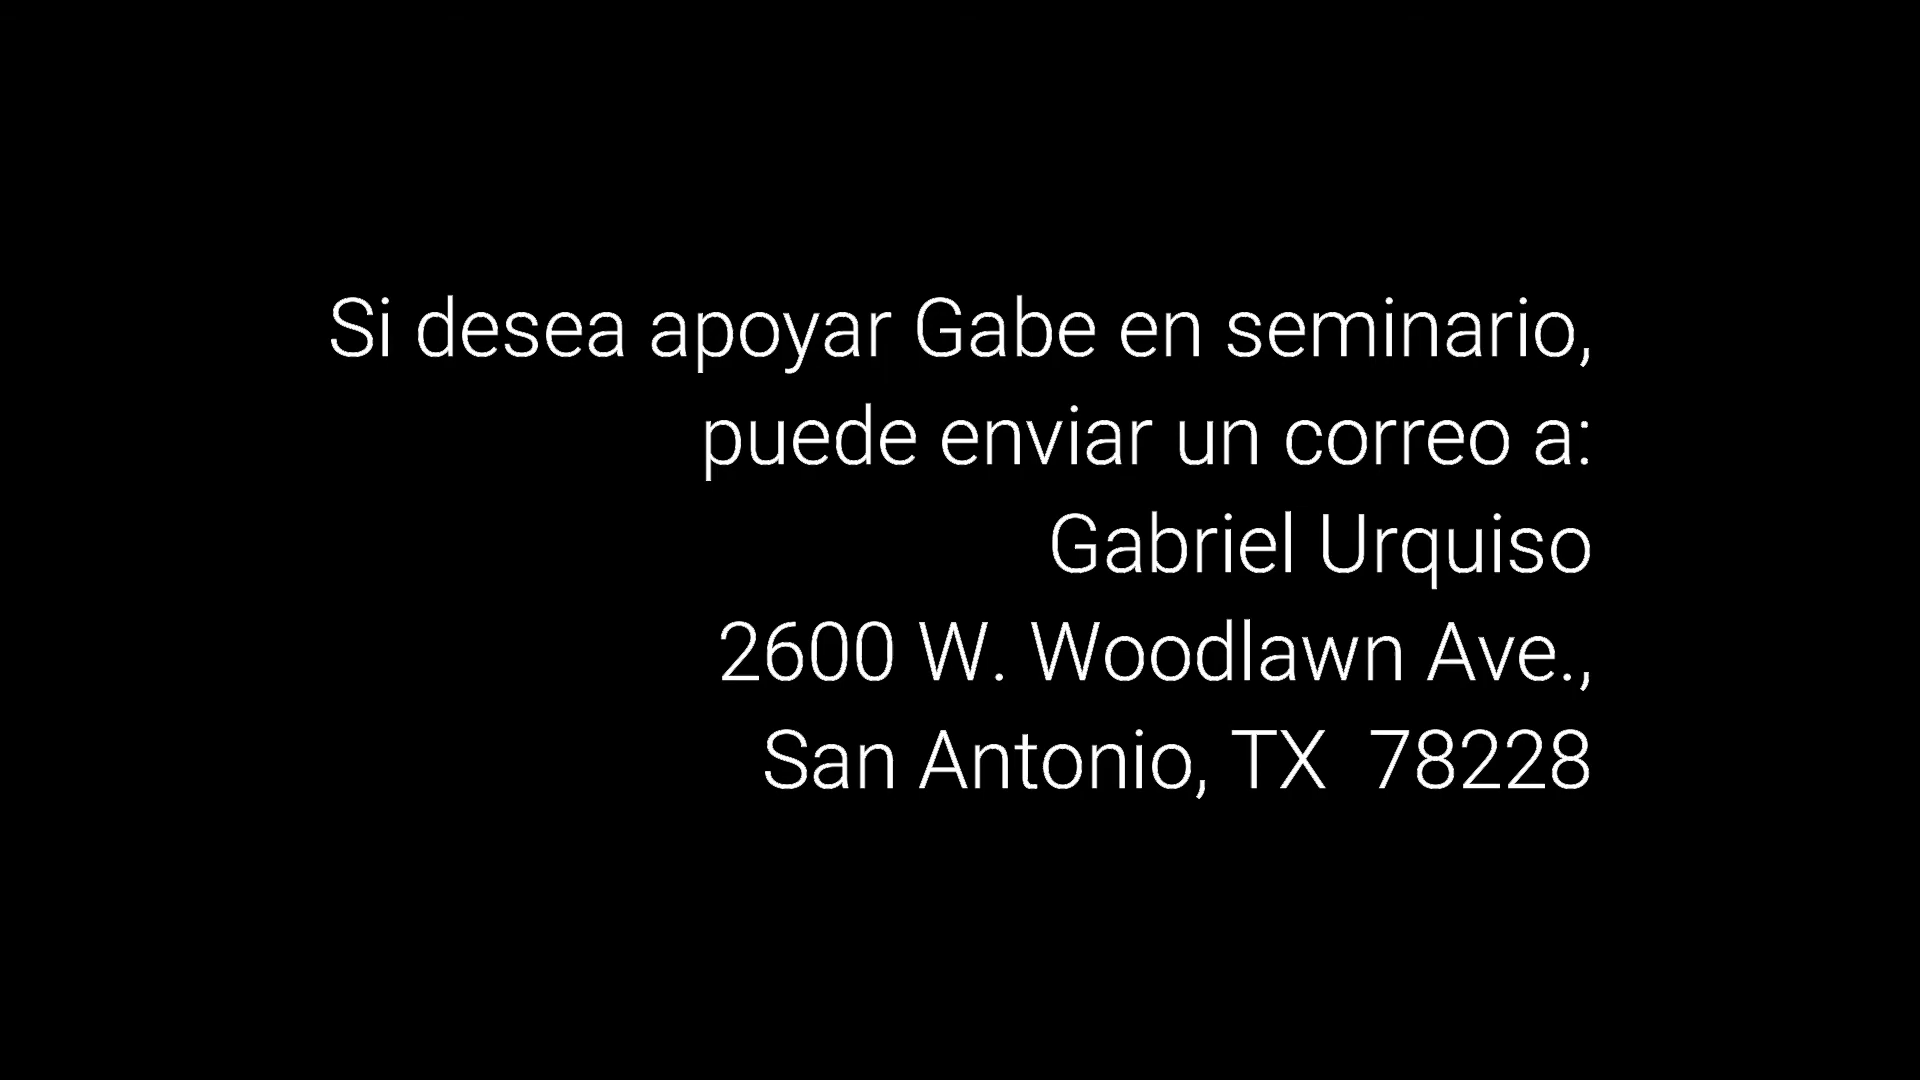 Si desea apoyar Gabe en seminario,
puede enviar un correo a:
Gabriel Urquiso
2600 W. Woodlawn Ave.,
San Antonio, TX  78228